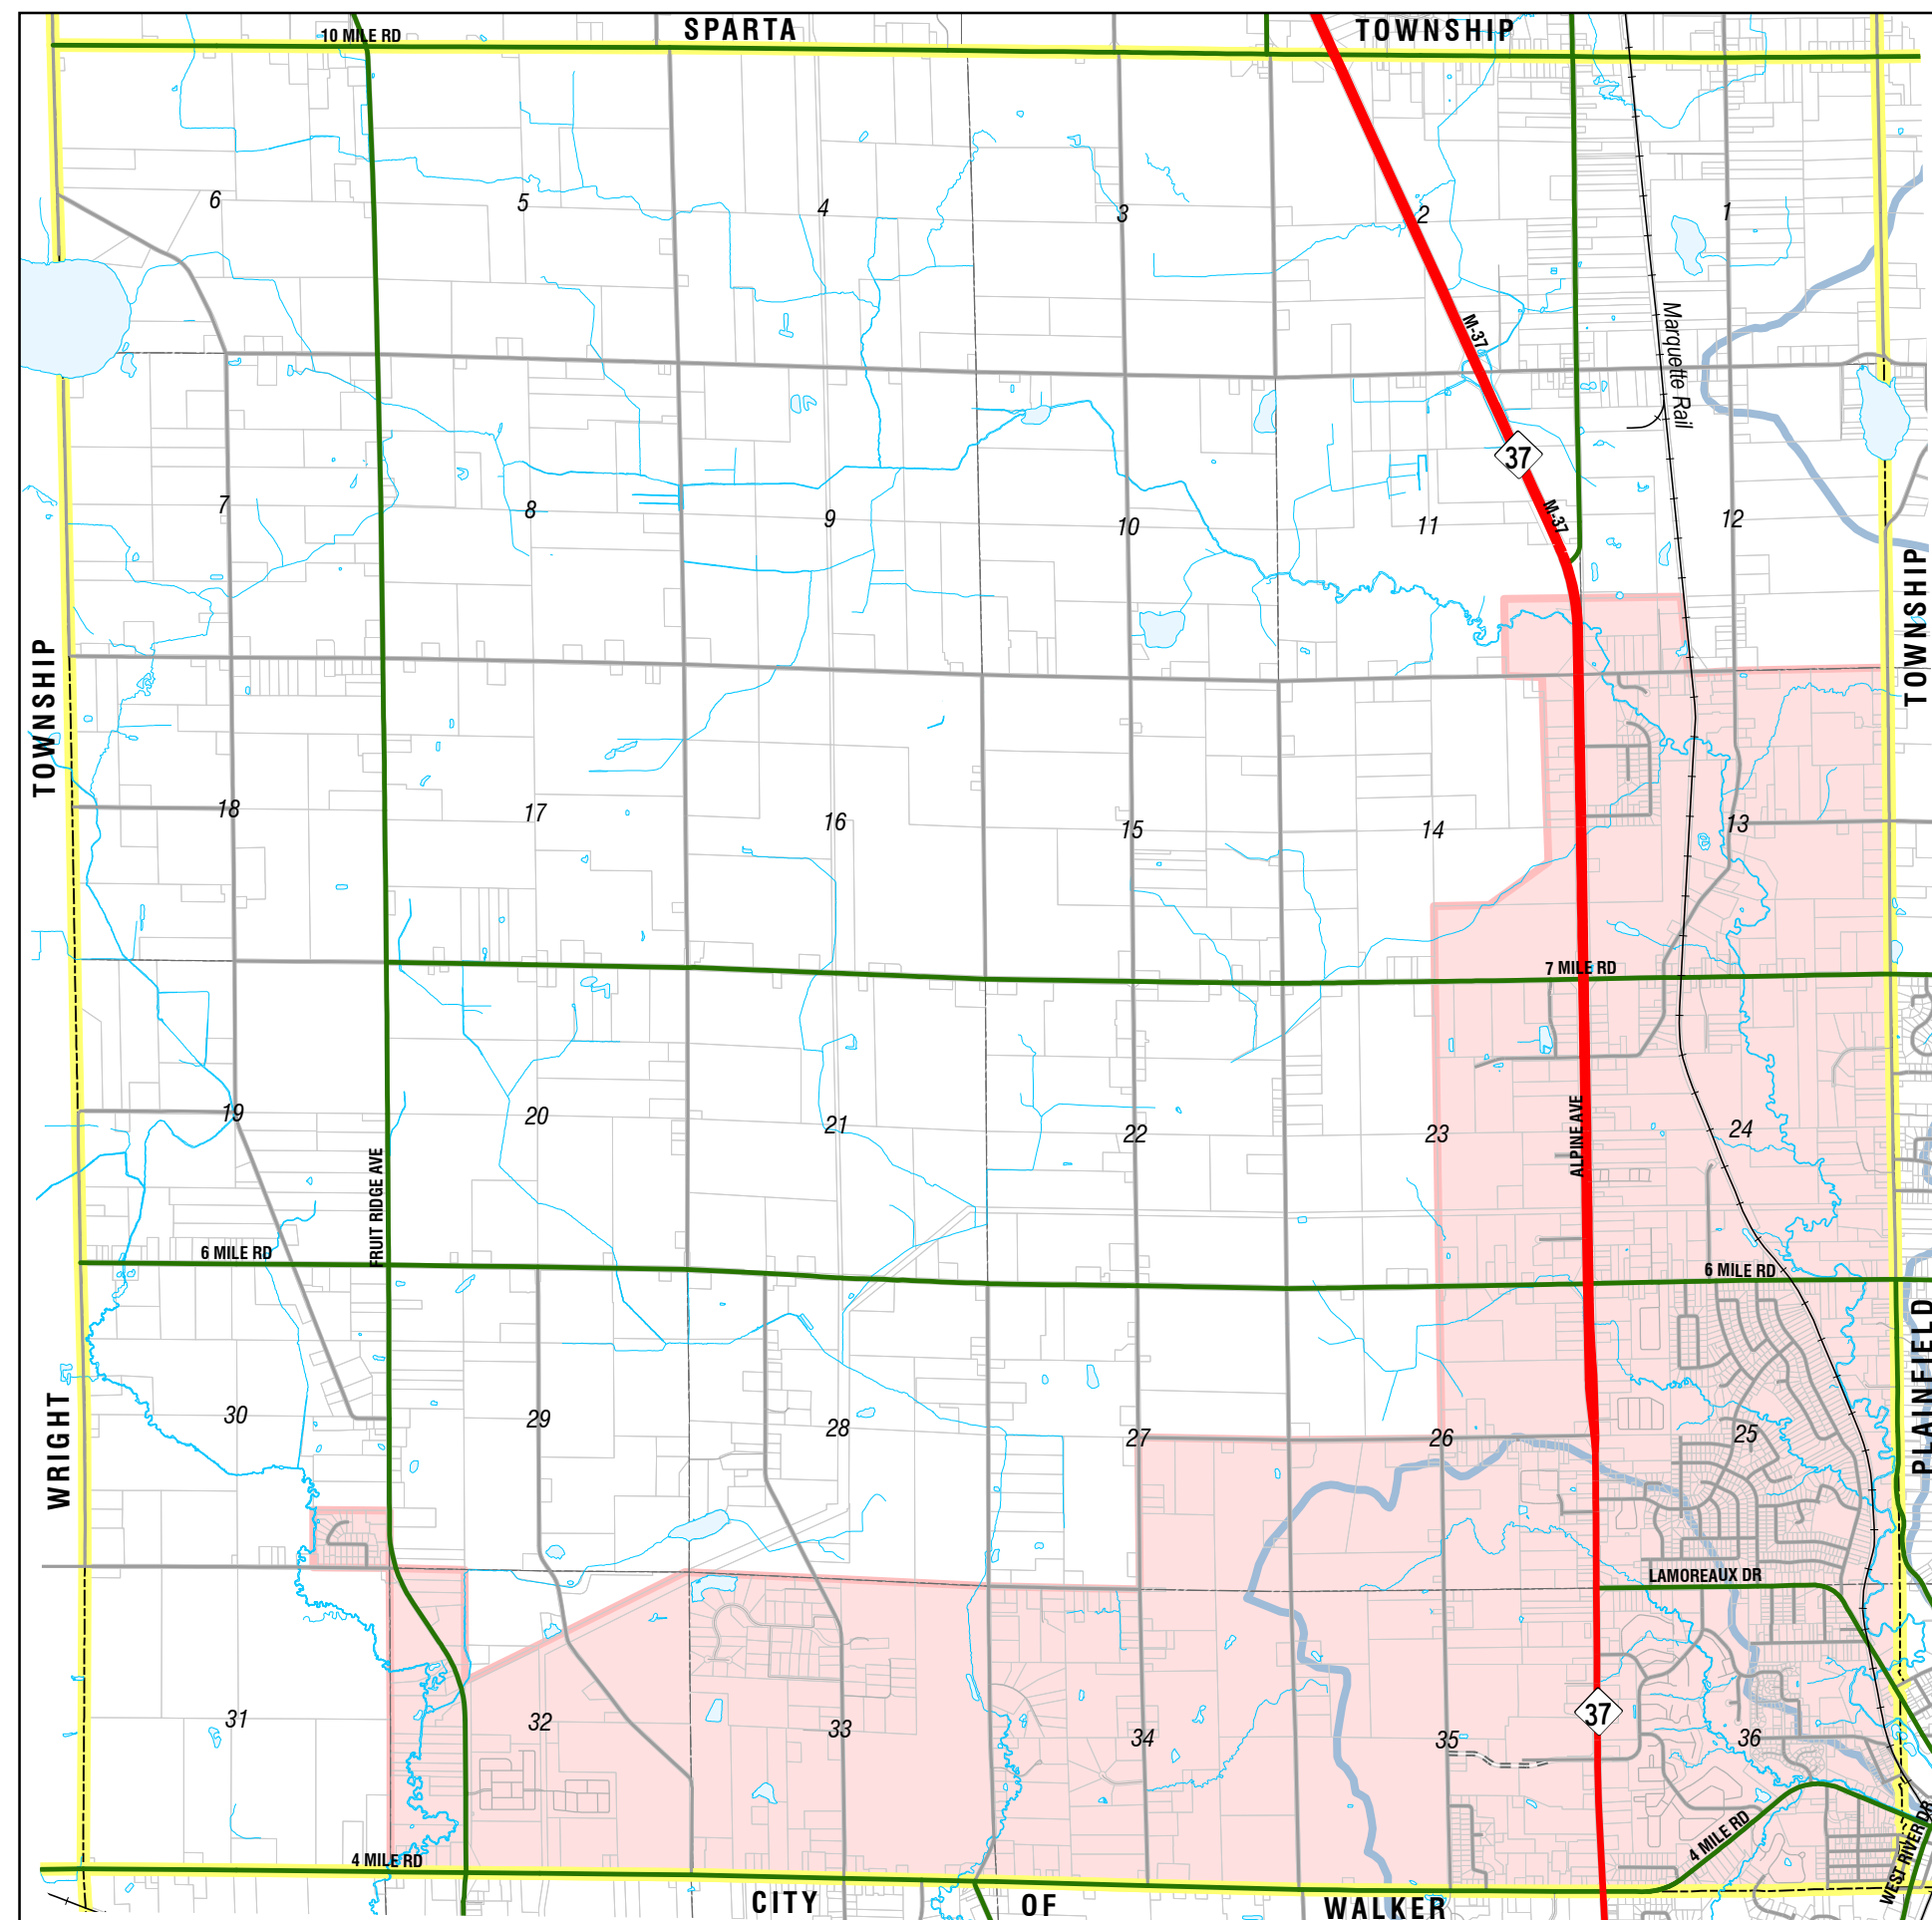 SPARTA TOWNSHIP
10 MILE RD
6 5 4 3 2 1
M-37
Marquette Rail
37
M-37
7 8 9 10 11 12
TOWNSHIP
TOWNSHIP
18 17 16 15 14 13
7 MILE RD
19 20 21 22 23 24
ALPINE AVE
FRUIT RIDGE AVE
6 MILE RD
6 MILE RD
PLAINFIELD
WRIGHT
30 29 28 27 26 25
LAMOREAUX DR
37
31 32 33 34 35 36
4 MILE RD
4 MILE RD
WEST RIVER DR
CITY OF WALKER